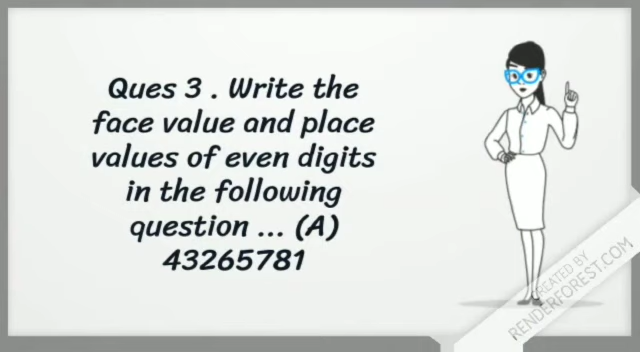 Ques 3 . Write the
face value and place
values of even digits
in the following
question ... (A)
43265781
CREATED BY
RENDERFOREST.COM